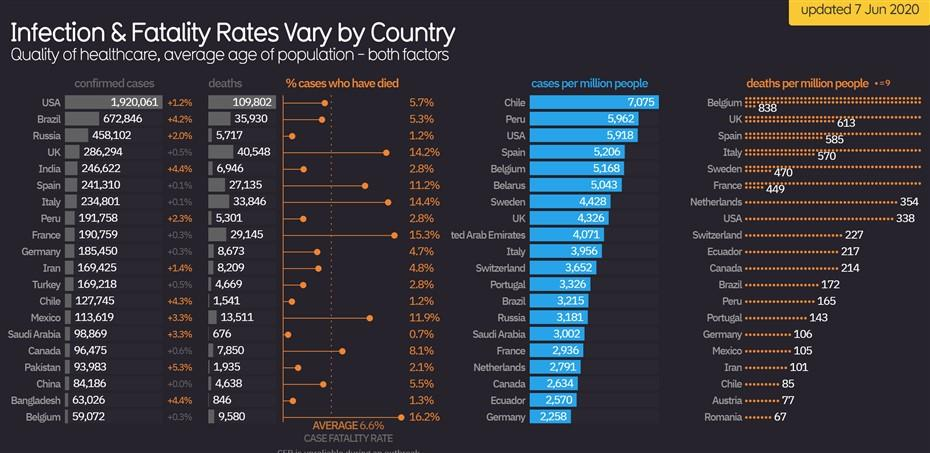 updated 7 Jun 2020
Infection & Fatality Rates Vary by Country
Quality of healthcare, average age of population – both factors
confirmed cases deaths % cases who have died
USA 1,920,061 +1.2% 109,802 5.7%
Brazil 672,846 +4.2% 35,930 5.3%
Russia 458,102 +2.0% 5,717 1.2%
UK 286,294 +0.5% 40,548 14.2%
India 246,622 +4.4% 6,946 2.8%
Spain 241,310 +0.1% 27,135 11.2%
Italy 234,801 +0.1% 33,846 14.4%
Peru 191,758 +2.3% 5,301 2.8%
France 190,759 +0.3% 29,145 15.3%
Germany 185,450 +0.3% 8,673 4.7%
Iran 169,425 +1.4% 8,209 4.8%
Turkey 169,218 +0.5% 4,669 2.8%
Chile 127,745 +4.3% 1,541 1.2%
Mexico 113,619 +3.3% 13,511 11.9%
Saudi Arabia 98,869 +3.3% 676 0.7%
Canada 96,475 +0.6% 7,850 8.1%
Pakistan 93,983 +5.3% 1,935 2.1%
China 84,186 +0.0% 4,638 5.5%
Bangladesh 63,026 +4.4% 846 1.3%
Belgium 59,072 +0.3% 9,580 16.2%
AVERAGE 6.6%
CASE FATALITY RATE
cases per million people
Chile 7,075
Peru 5,962
USA 5,918
Spain 5,206
Belgium 5,168
Belarus 5,043
Sweden 4,428
UK 4,326
ted Arab Emirates 4,071
Italy 3,956
Switzerland 3,652
Portugal 3,326
Brazil 3,215
Russia 3,181
Saudi Arabia 3,002
France 2,936
Netherlands 2,791
Canada 2,634
Ecuador 2,570
Germany 2,258
deaths per million people • =9
Belgium 838
UK 613
Spain 585
Italy 570
Sweden 470
France 449
Netherlands 354
USA 338
Switzerland 227
Ecuador 217
Canada 214
Brazil 172
Peru 165
Portugal 143
Germany 106
Mexico 105
Iran 101
Chile 85
Austria 77
Romania 67